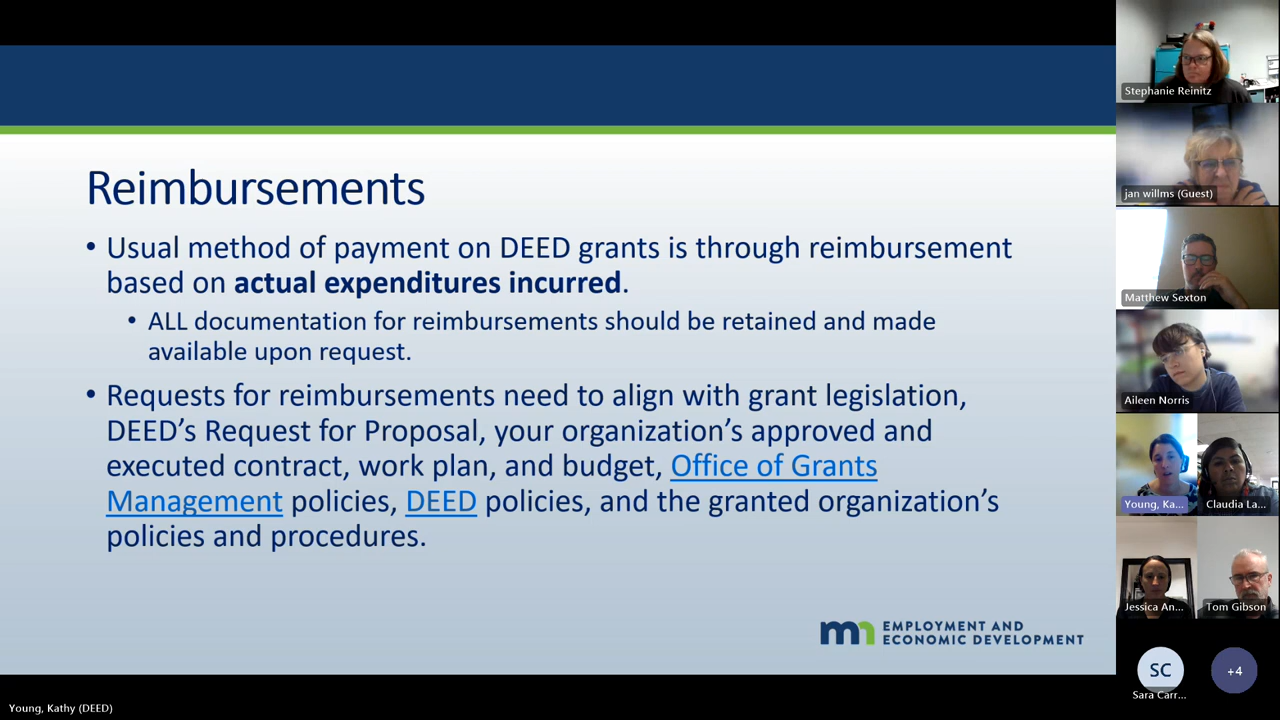 Reimbursements
• Usual method of payment on DEED grants is through reimbursement
based on actual expenditures incurred.
• ALL documentation for reimbursements should be retained and made
available upon request.
• Requests for reimbursements need to align with grant legislation,
DEED’s Request for Proposal, your organization’s approved and
executed contract, work plan, and budget, Office of Grants
Management policies, DEED policies, and the granted organization’s
policies and procedures.
mn EMPLOYMENT AND
ECONOMIC DEVELOPMENT
Young, Kathy (DEED)
Stephanie Reinitz
jan willms (Guest)
Matthew Sexton
Aileen Norris
Young, Ka...
Claudia La...
Jessica An...
Tom Gibson
SC
Sara Carr...
+4